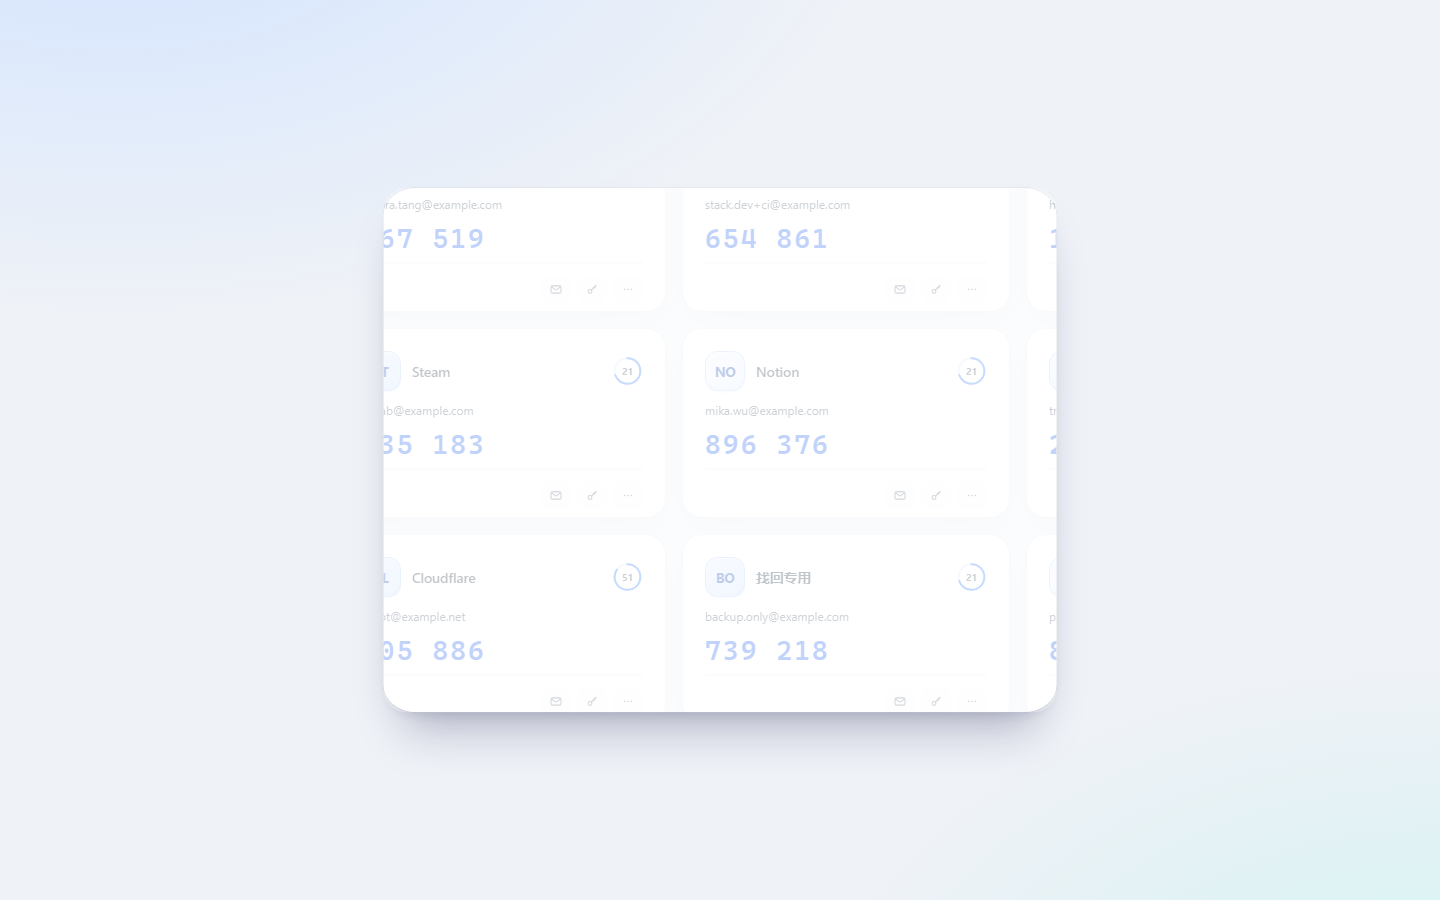 ra.tang@example.com
67 519
stack.dev+ci@example.com
654 861
T
Steam
21
ab@example.com
35 183
NO
Notion
21
mika.wu@example.com
896 376
L
Cloudflare
51
ot@example.net
05 886
BO
找回专用
21
backup.only@example.com
739 218